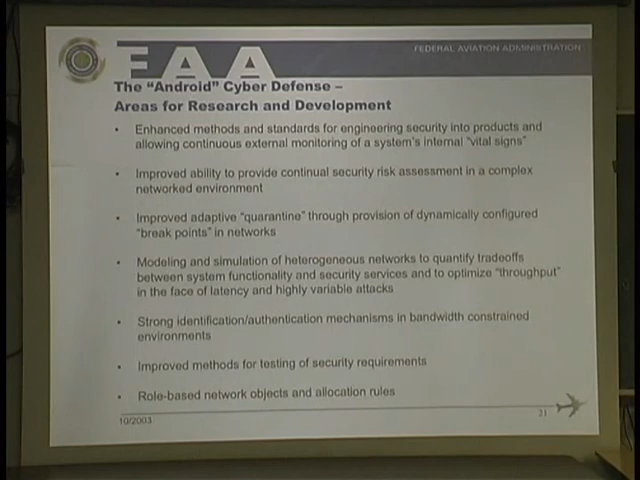 FAA
FEDERAL AVIATION ADMINISTRATION
The "Android" Cyber Defense –
Areas for Research and Development
• Enhanced methods and standards for engineering security into products and
allowing continuous external monitoring of a system's internal "vital signs"
• Improved ability to provide continual security risk assessment in a complex
networked environment
• Improved adaptive "quarantine" through provision of dynamically configured
"break points" in networks
• Modeling and simulation of heterogeneous networks to quantify tradeoffs
between system functionality and security services and to optimize "throughput"
in the face of latency and highly variable attacks
• Strong identification/authentication mechanisms in bandwidth constrained
environments
• Improved methods for testing of security requirements
• Role-based network objects and allocation rules
10/2003
21